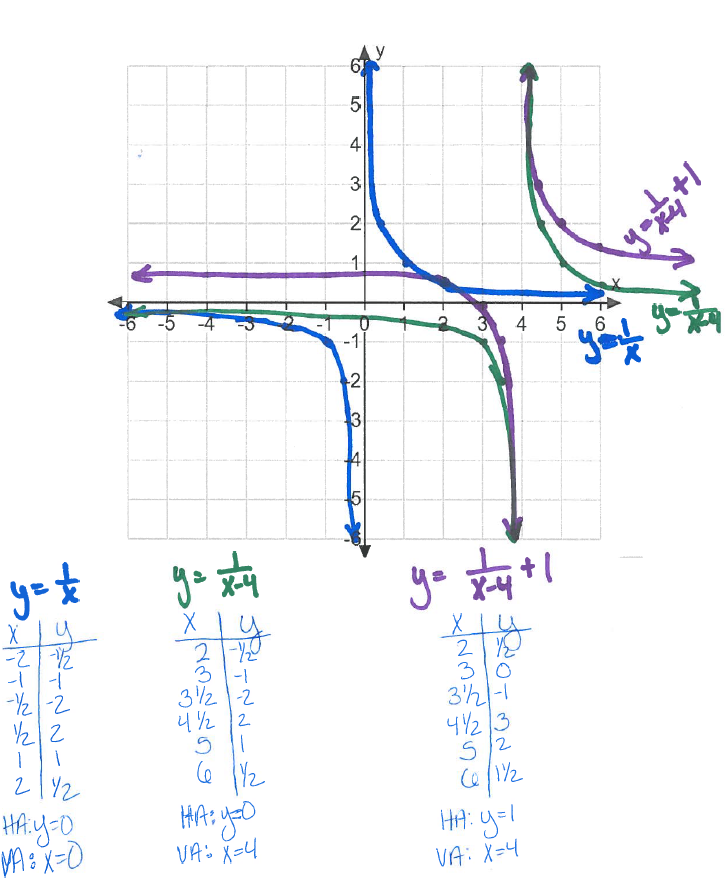 y
6
5
4
3
2
1
x
-6 -5 -4 -3 -2 -1 0 1 2 3 4 5 6
-1
-2
-3
-4
-5
-6
y=1/(x-4)+1
y=1/(x-4)
y=1/x
y=1/x
x | y
-2 | -1/2
-1 | -1
-1/2 | -2
1/2 | 2
1 | 1
2 | 1/2
HA: y=0
VA: x=0
y=1/(x-4)
x | y
2 | -1/2
3 | -1
3 1/2 | -2
4 1/2 | 2
5 | 1
6 | 1/2
HA: y=0
VA: x=4
y=1/(x-4)+1
x | y
2 | 1/2
3 | 0
3 1/2 | -1
4 1/2 | 3
5 | 2
6 | 1 1/2
HA: y=1
VA: x=4